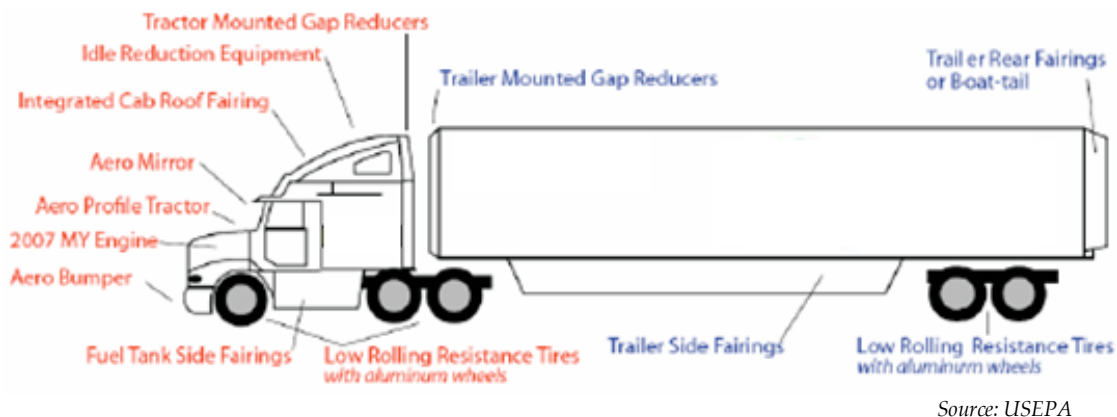 Tractor Mounted Gap Reducers
Idle Reduction Equipment
Integrated Cab Roof Fairing
Aero Mirror
Aero Profile Tractor
2007 MY Engine
Aero Bumper
Fuel Tank Side Fairings
Low Rolling Resistance Tires
with aluminum wheels
Trailer Mounted Gap Reducers
Trailer Rear Fairings
or Boat-tail
Trailer Side Fairings
Low Rolling Resistance Tires
with aluminum wheels
Source: USEPA